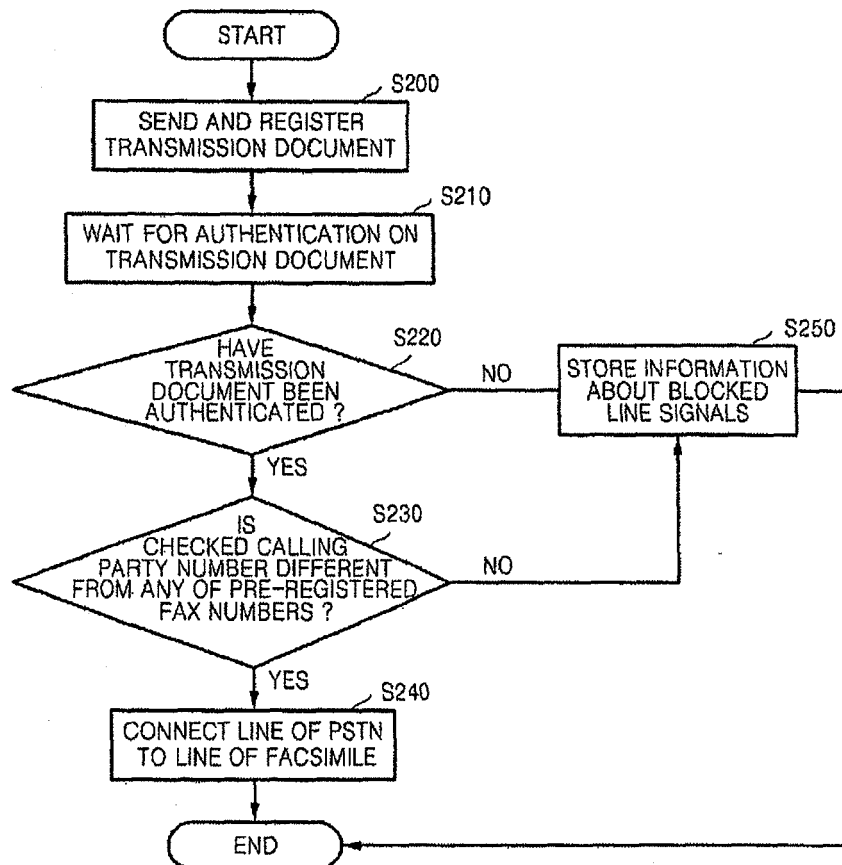 START
S200
SEND AND REGISTER
TRANSMISSION DOCUMENT
S210
WAIT FOR AUTHENTICATION ON
TRANSMISSION DOCUMENT
S220
HAVE
TRANSMISSION
DOCUMENT BEEN
AUTHENTICATED ?
NO
S250
STORE INFORMATION
ABOUT BLOCKED
LINE SIGNALS
YES
S230
IS
CHECKED CALLING
PARTY NUMBER DIFFERENT
FROM ANY OF PRE-REGISTERED
FAX NUMBERS ?
NO
YES
S240
CONNECT LINE OF PSTN
TO LINE OF FACSIMILE
END